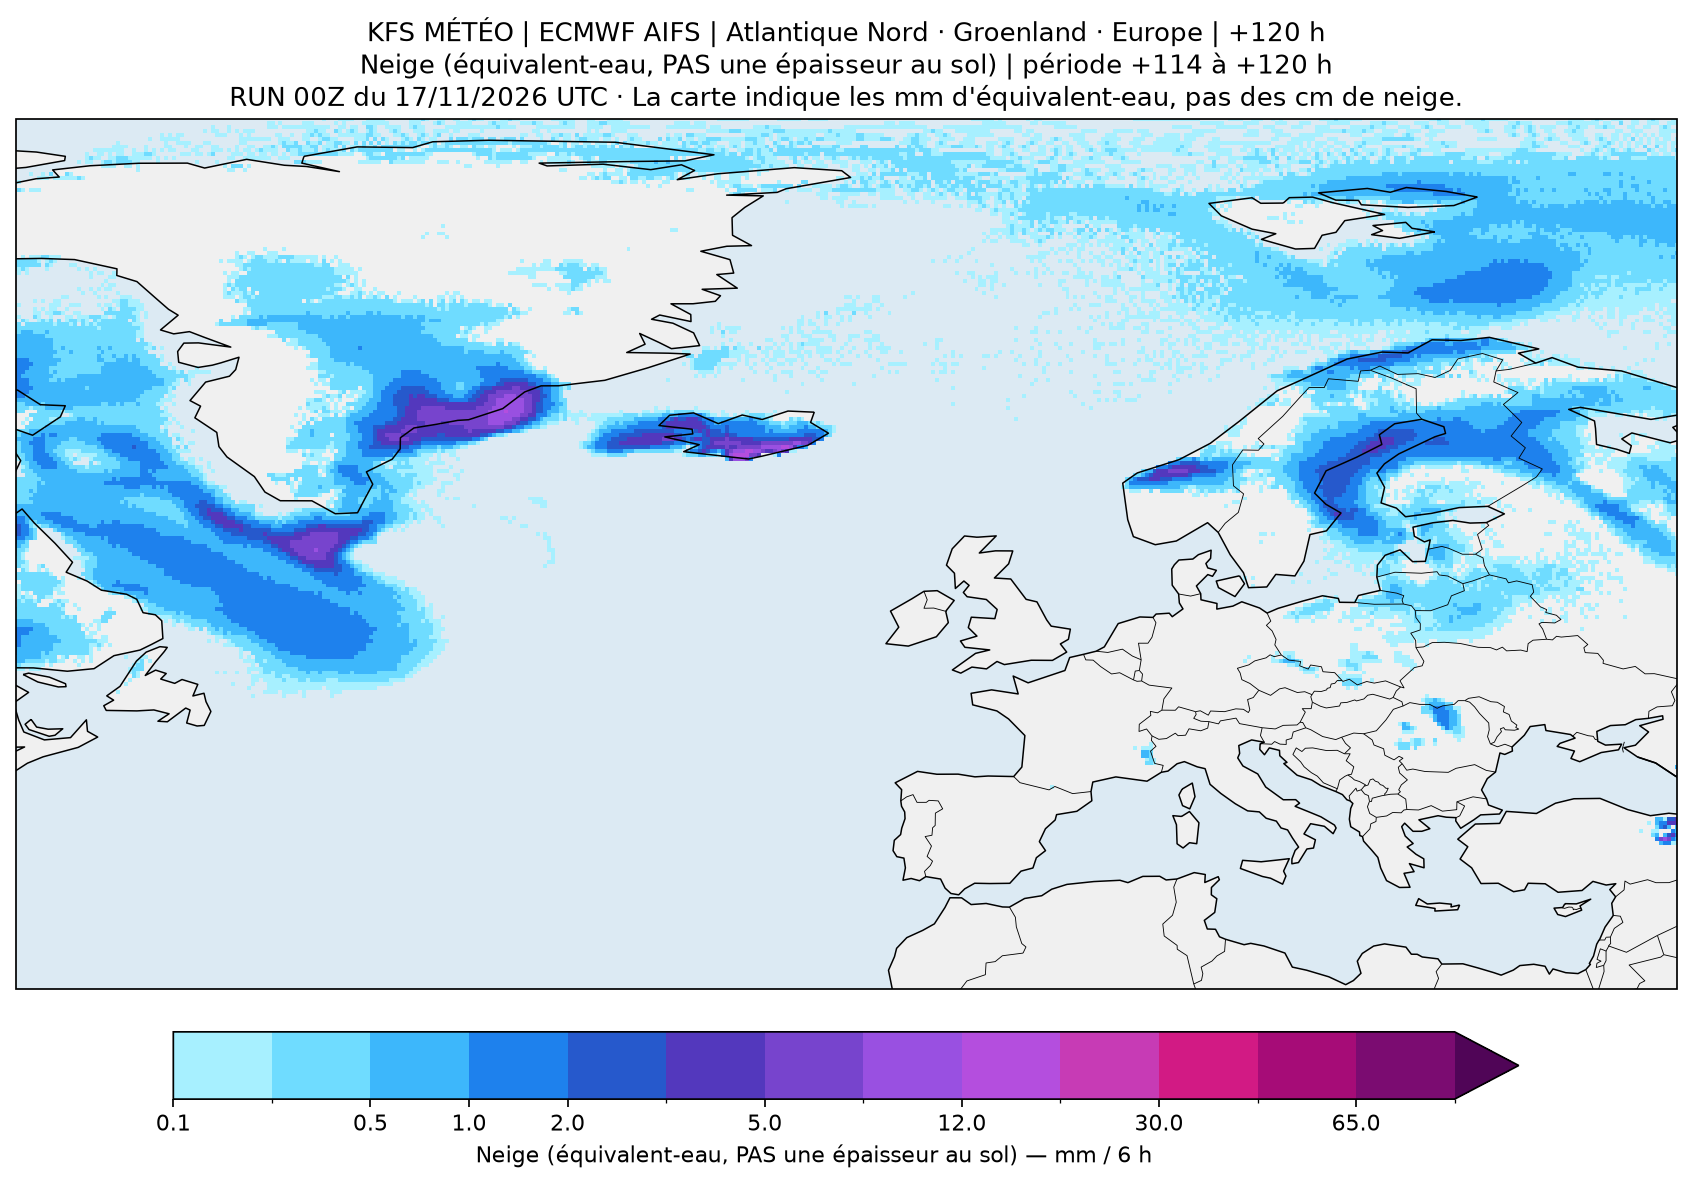 KFS MÉTÉO | ECMWF AIFS | Atlantique Nord · Groenland · Europe | +120 h
Neige (équivalent-eau, PAS une épaisseur au sol) | période +114 à +120 h
RUN 00Z du 17/11/2026 UTC · La carte indique les mm d'équivalent-eau, pas des cm de neige.
0.1 0.5 1.0 2.0 5.0 12.0 30.0 65.0
Neige (équivalent-eau, PAS une épaisseur au sol) — mm / 6 h